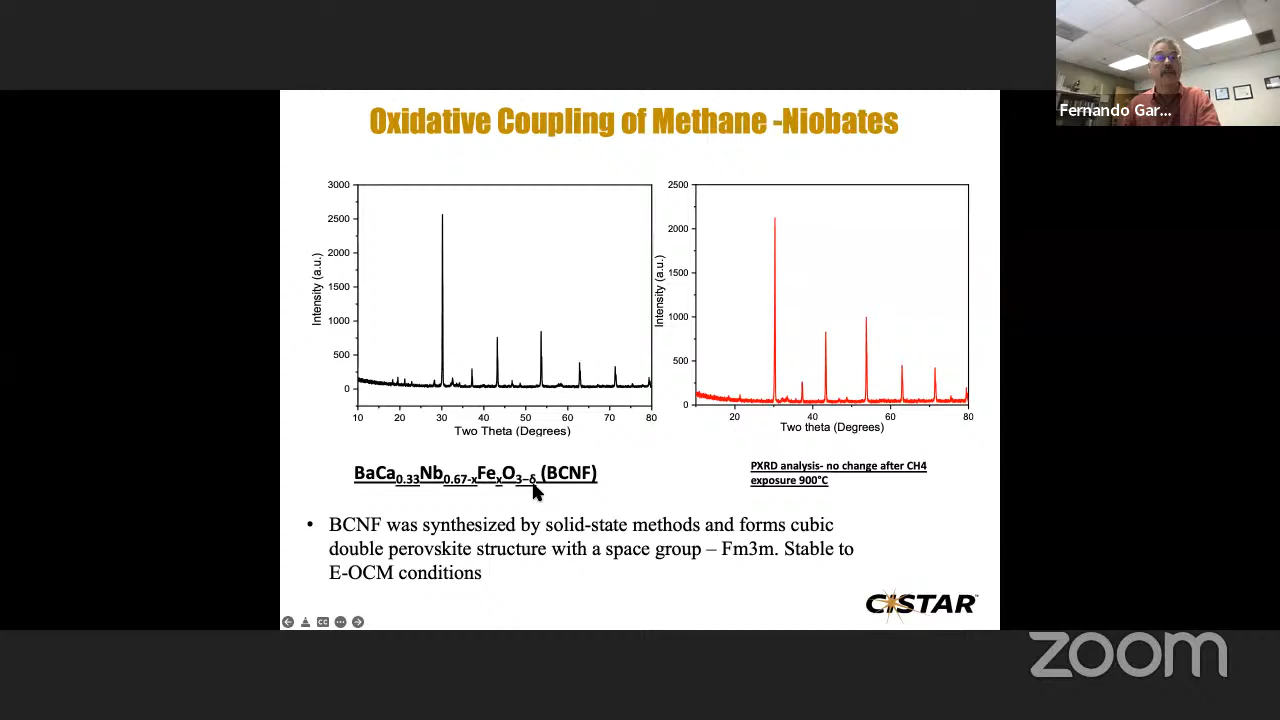 Fernando Gar...
Oxidative Coupling of Methane -Niobates
3000
2500
2000
1500
1000
500
0
Intensity (a.u.)
10 20 30 40 50 60 70 80
Two Theta (Degrees)
2500
2000
1500
1000
500
0
Intensity (a.u.)
20 40 60 80
Two theta (Degrees)
BaCa0.33Nb0.67-xFexO3−δ (BCNF)
PXRD analysis- no change after CH4
exposure 900°C
• BCNF was synthesized by solid-state methods and forms cubic
double perovskite structure with a space group – Fm3m. Stable to
E-OCM conditions
CISTAR™
CC
zoom